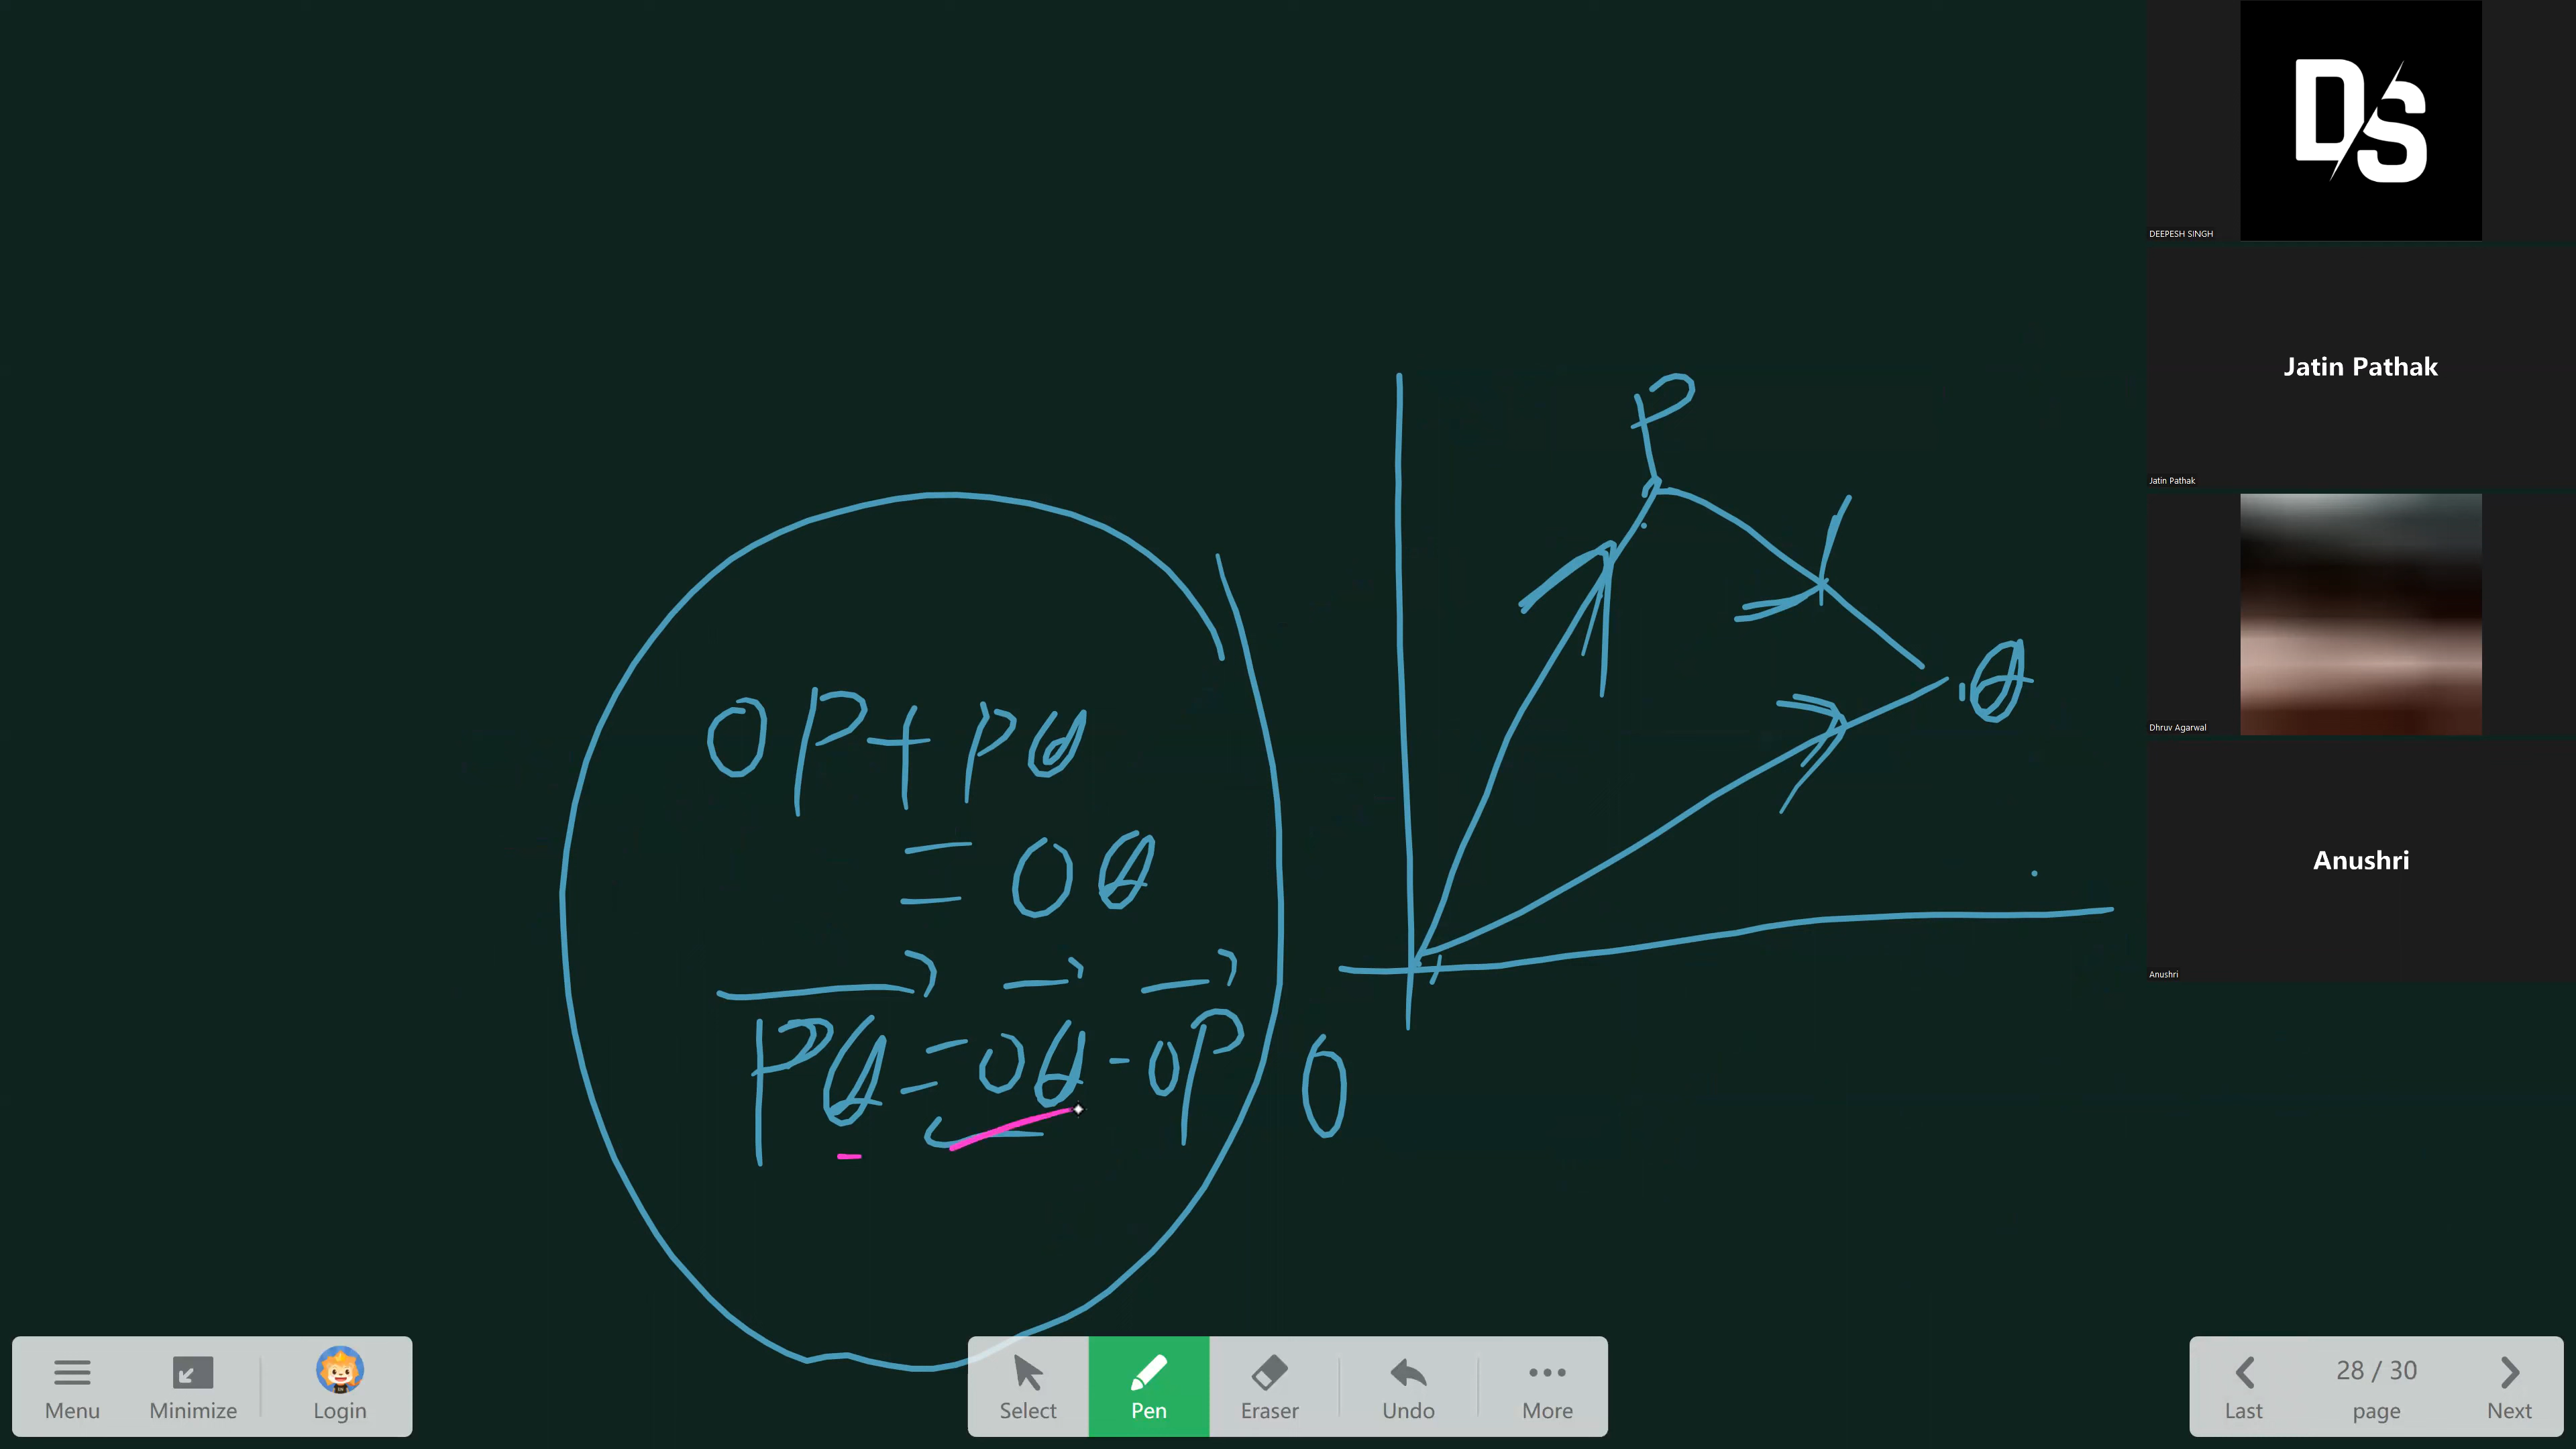 DS
DEEPESH SINGH
Jatin Pathak
Jatin Pathak
Dhruv Agarwal
Anushri
Anushri
P
Q
O
OP+PQ
= OQ
PQ = OQ - OP
Menu
Minimize
Login
Select
Pen
Eraser
Undo
More
Last
28 / 30
page
Next